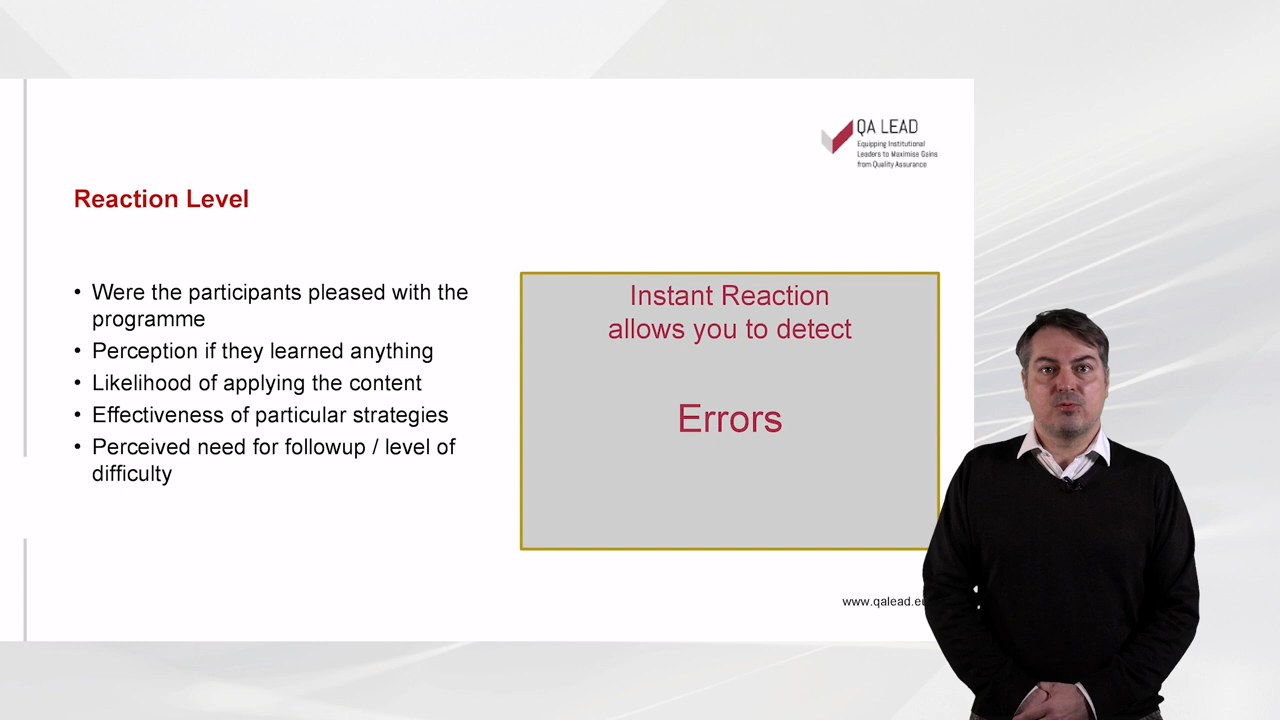 QA LEAD
Equipping Institutional
Leaders to Maximise Gains
from Quality Assurance
Reaction Level
• Were the participants pleased with the
programme
• Perception if they learned anything
• Likelihood of applying the content
• Effectiveness of particular strategies
• Perceived need for followup / level of
difficulty
Instant Reaction
allows you to detect
Errors
www.qalead.eu